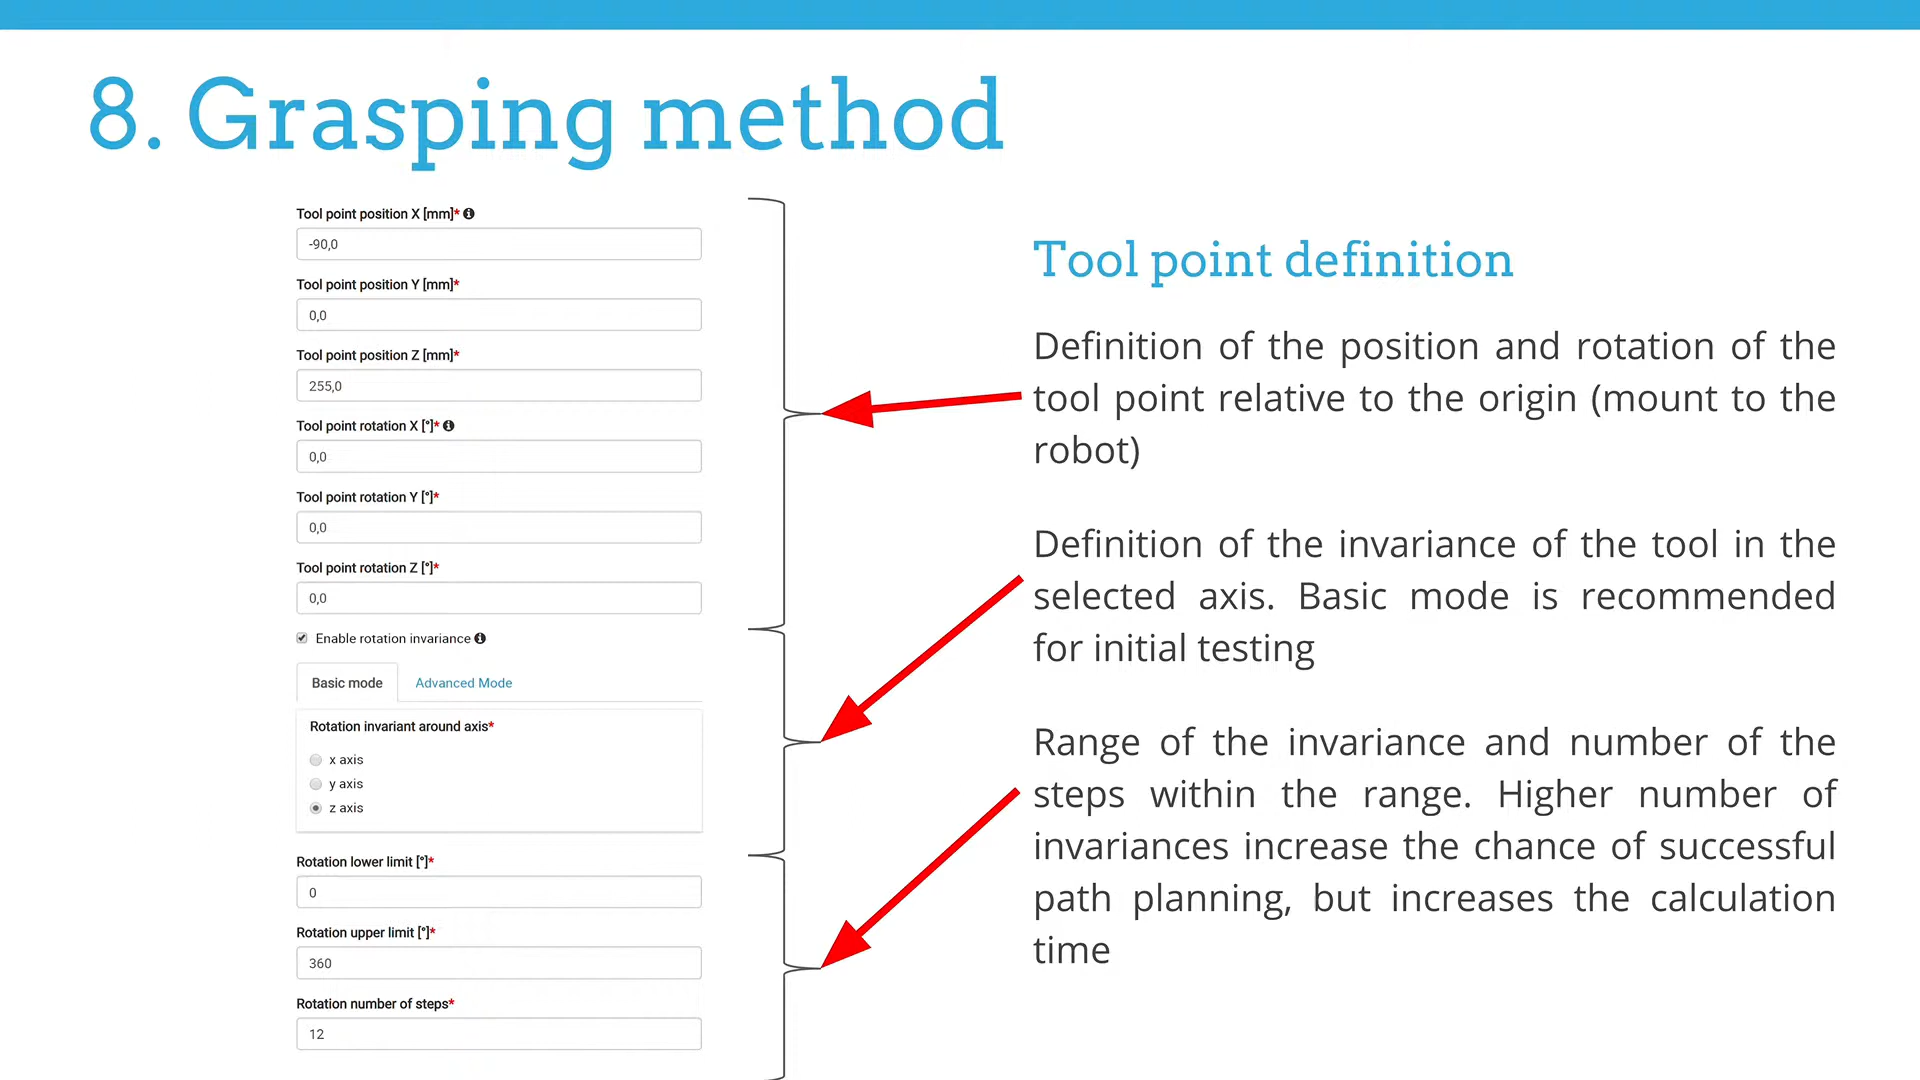 8. Grasping method
Tool point position X [mm]*
-90,0
Tool point position Y [mm]*
0,0
Tool point position Z [mm]*
255,0
Tool point rotation X [°]*
0,0
Tool point rotation Y [°]*
0,0
Tool point rotation Z [°]*
0,0
Enable rotation invariance
Basic mode Advanced Mode
Rotation invariant around axis*
x axis
y axis
z axis
Rotation lower limit [°]*
0
Rotation upper limit [°]*
360
Rotation number of steps*
12
Tool point definition
Definition of the position and rotation of the
tool point relative to the origin (mount to the
robot)
Definition of the invariance of the tool in the
selected axis. Basic mode is recommended
for initial testing
Range of the invariance and number of the
steps within the range. Higher number of
invariances increase the chance of successful
path planning, but increases the calculation
time